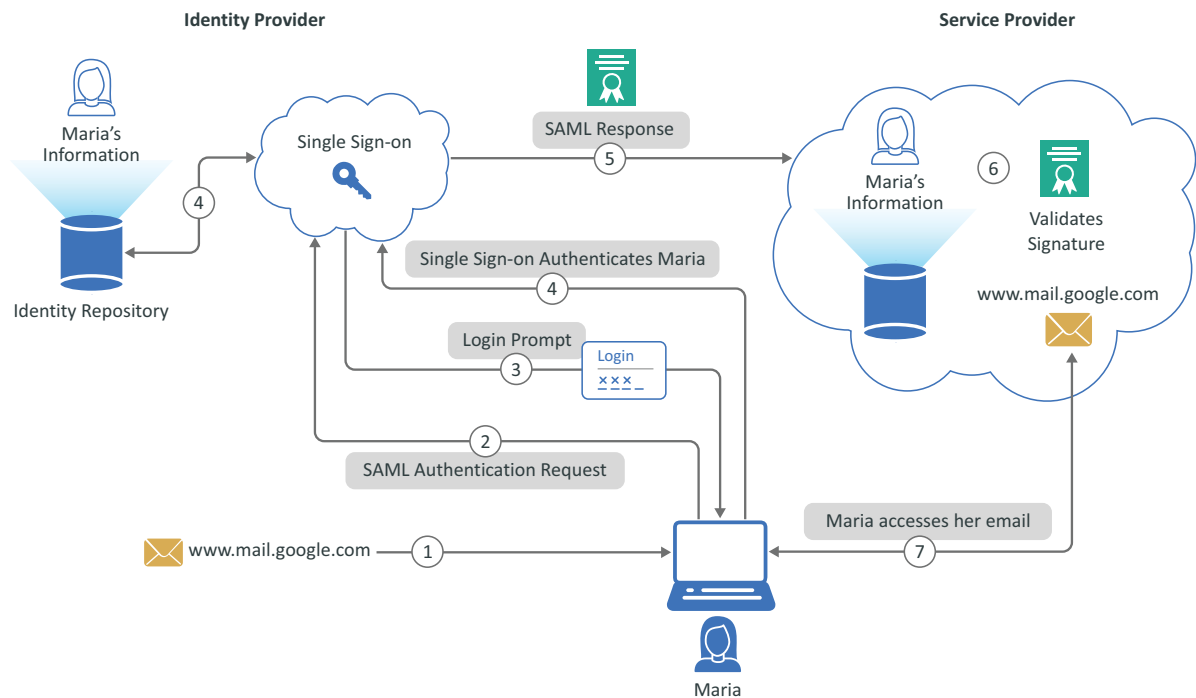 Identity Provider
Service Provider
Maria's
Information
Single Sign-on
SAML Response
5
4
Identity Repository
Maria's
Information
6
Validates
Signature
www.mail.google.com
Single Sign-on Authenticates Maria
4
Login Prompt
3
Login
×××_
2
SAML Authentication Request
www.mail.google.com
1
Maria accesses her email
7
Maria